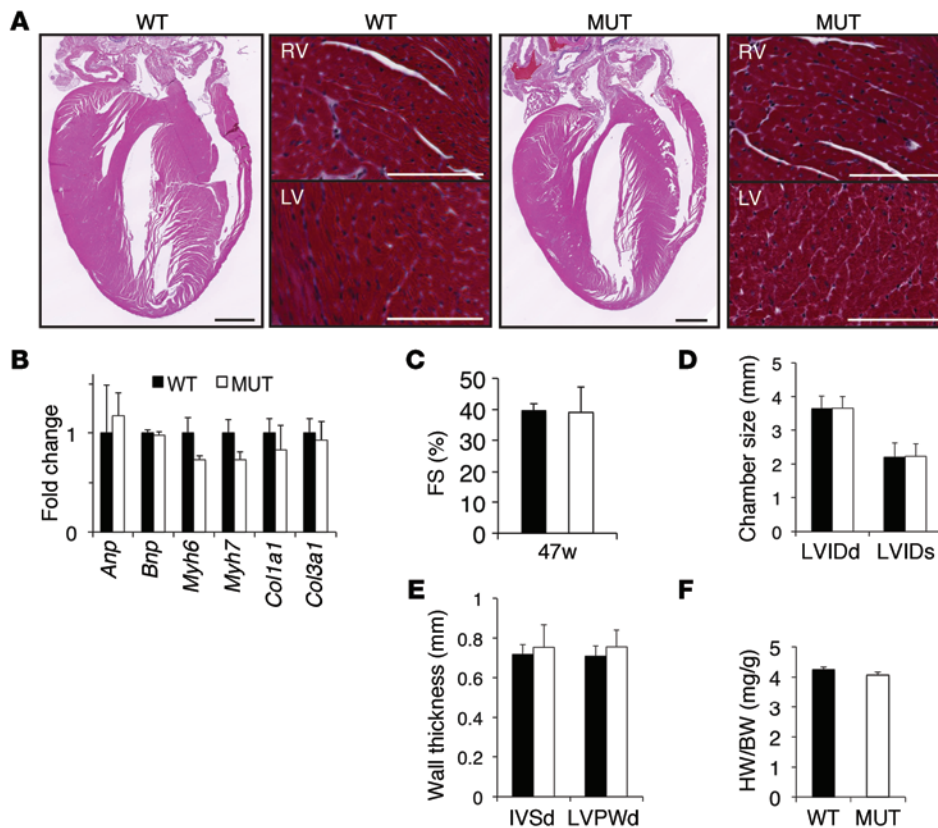 A
WT
WT
MUT
MUT
RV
LV
RV
LV
B
WT
MUT
Fold change
1
0
Anp
Bnp
Myh6
Myh7
Col1a1
Col3a1
C
FS (%)
50
40
30
20
10
0
47w
D
Chamber size (mm)
5
4
3
2
1
0
LVIDd
LVIDs
E
Wall thickness (mm)
1
0.8
0.6
0.4
0.2
0
IVSd
LVPWd
F
HW/BW (mg/g)
5
4
3
2
1
0
WT
MUT